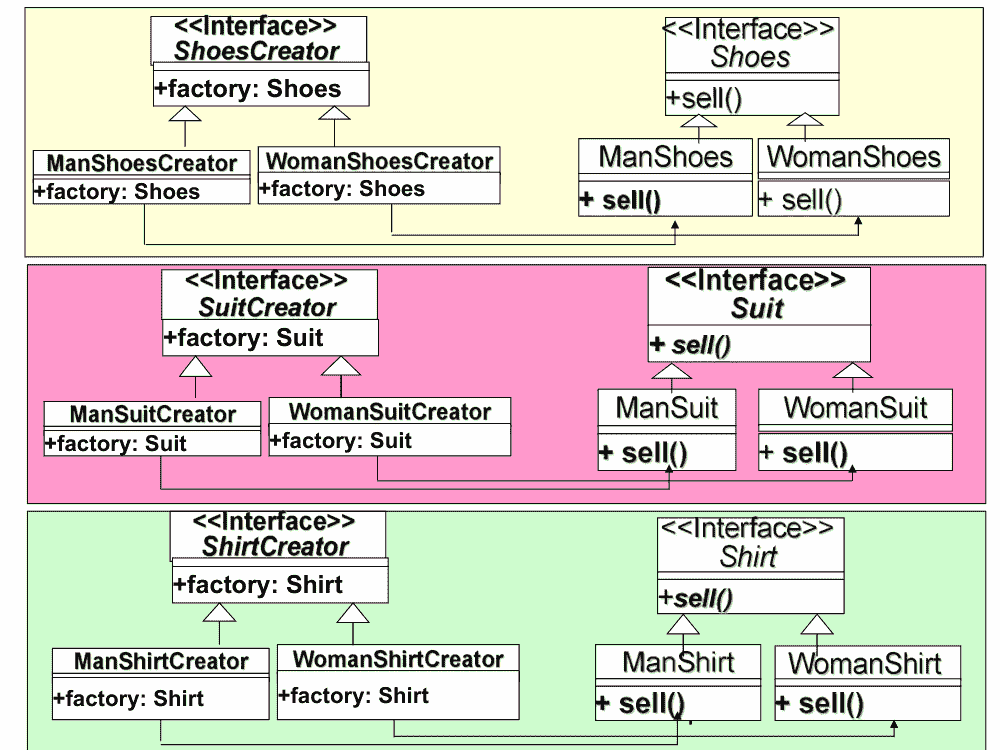 <<Interface>>
ShoesCreator
+factory: Shoes
<<Interface>>
Shoes
+sell()
ManShoesCreator
+factory: Shoes
WomanShoesCreator
+factory: Shoes
ManShoes
+ sell()
WomanShoes
+ sell()
<<Interface>>
SuitCreator
+factory: Suit
<<Interface>>
Suit
+ sell()
ManSuitCreator
+factory: Suit
WomanSuitCreator
+factory: Suit
ManSuit
+ sell()
WomanSuit
+ sell()
<<Interface>>
ShirtCreator
+factory: Shirt
<<Interface>>
Shirt
+sell()
ManShirtCreator
+factory: Shirt
WomanShirtCreator
+factory: Shirt
ManShirt
+ sell()
WomanShirt
+ sell()